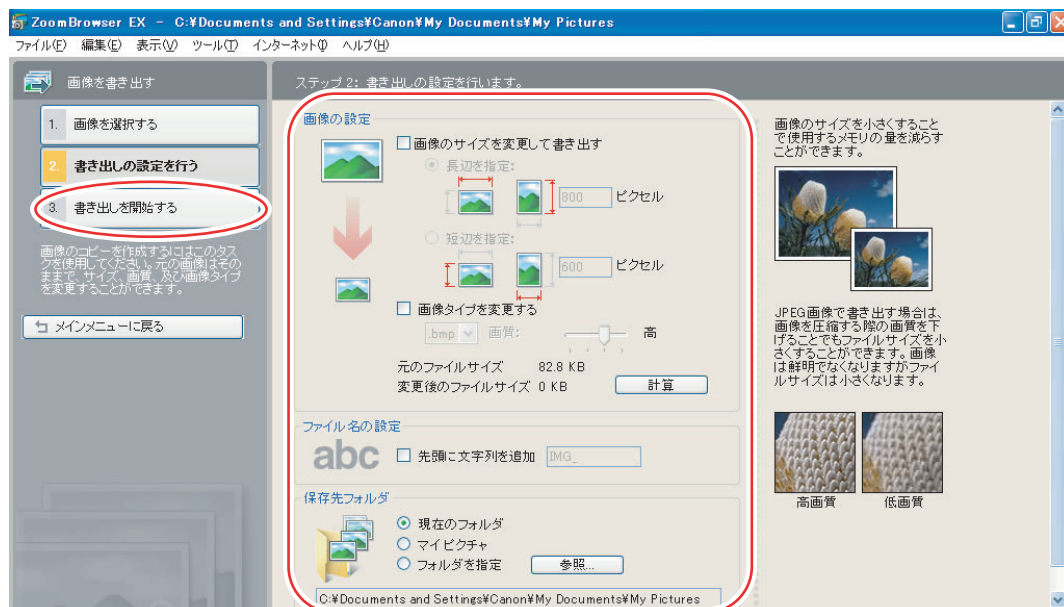 ZoomBrowser EX - C:¥Documents and Settings¥Canon¥My Documents¥My Pictures
ファイル(F) 編集(E) 表示(V) ツール(T) インターネット(I) ヘルプ(H)
画像を書き出す
1. 画像を選択する
2. 書き出しの設定を行う
3. 書き出しを開始する
画像のコピーを作成するにはこのタス
クを使用してください。元の画像はその
ままで、サイズ、画質、及び画像タイプ
を変更することができます。
メインメニューに戻る
ステップ2: 書き出しの設定を行います。
画像の設定
画像のサイズを変更して書き出す
長辺を指定:
800 ピクセル
短辺を指定:
600 ピクセル
画像タイプを変更する
.bmp 画質: 高
元のファイルサイズ 82.8 KB
変更後のファイルサイズ 0 KB 計算
ファイル名の設定
abc 先頭に文字列を追加 IMG_
保存先フォルダ
現在のフォルダ
マイピクチャ
フォルダを指定 参照...
C:¥Documents and Settings¥Canon¥My Documents¥My Pictures
画像のサイズを小さくすること
で使用するメモリの量を減らす
ことができます。
JPEG画像で書き出す場合は、
画像を圧縮する際の画質を下
げることでもファイルサイズを小
さくすることができます。画像
は鮮明でなくなりますがファイ
ルサイズは小さくなります。
高画質 低画質